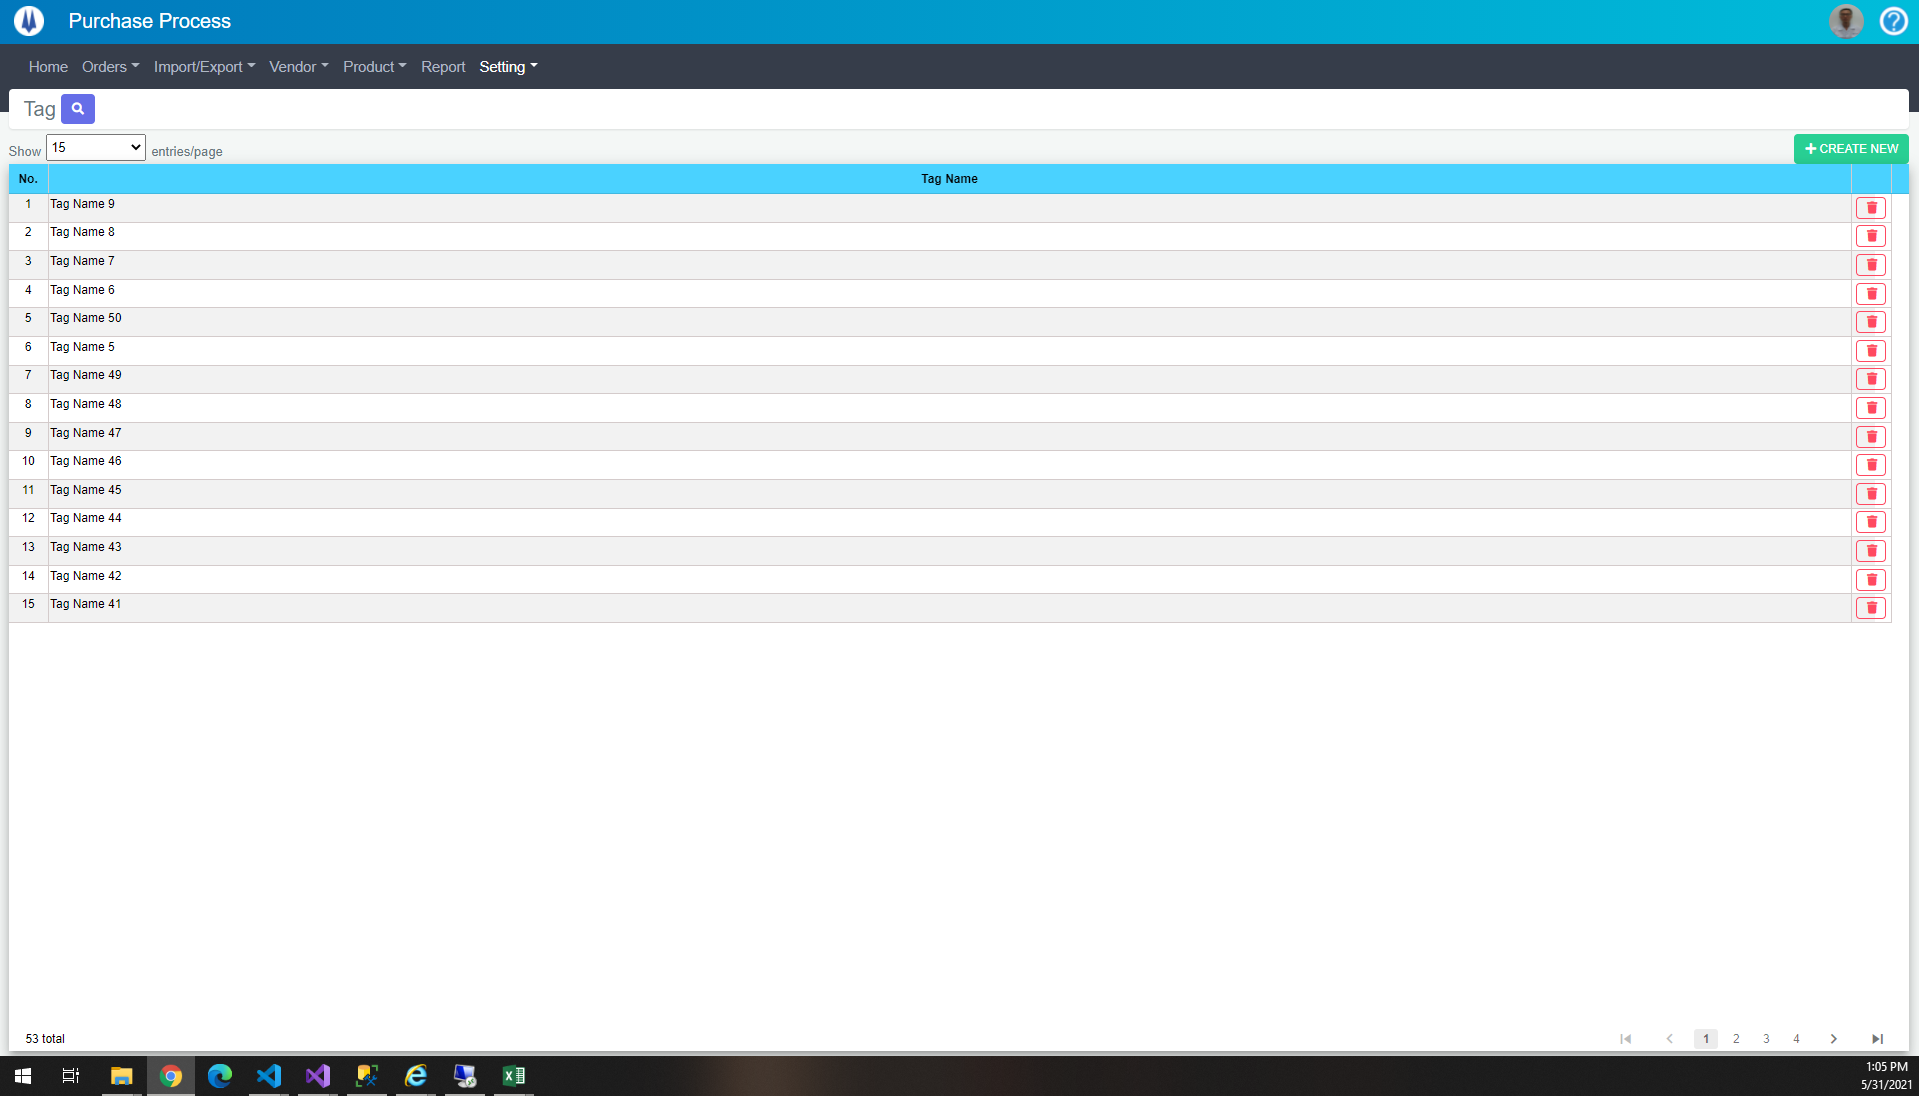 Purchase Process
Home Orders Import/Export Vendor Product Report Setting
Tag
Show 15 entries/page
CREATE NEW
No. Tag Name
1 Tag Name 9
2 Tag Name 8
3 Tag Name 7
4 Tag Name 6
5 Tag Name 50
6 Tag Name 5
7 Tag Name 49
8 Tag Name 48
9 Tag Name 47
10 Tag Name 46
11 Tag Name 45
12 Tag Name 44
13 Tag Name 43
14 Tag Name 42
15 Tag Name 41
53 total
1 2 3 4
1:05 PM
5/31/2021